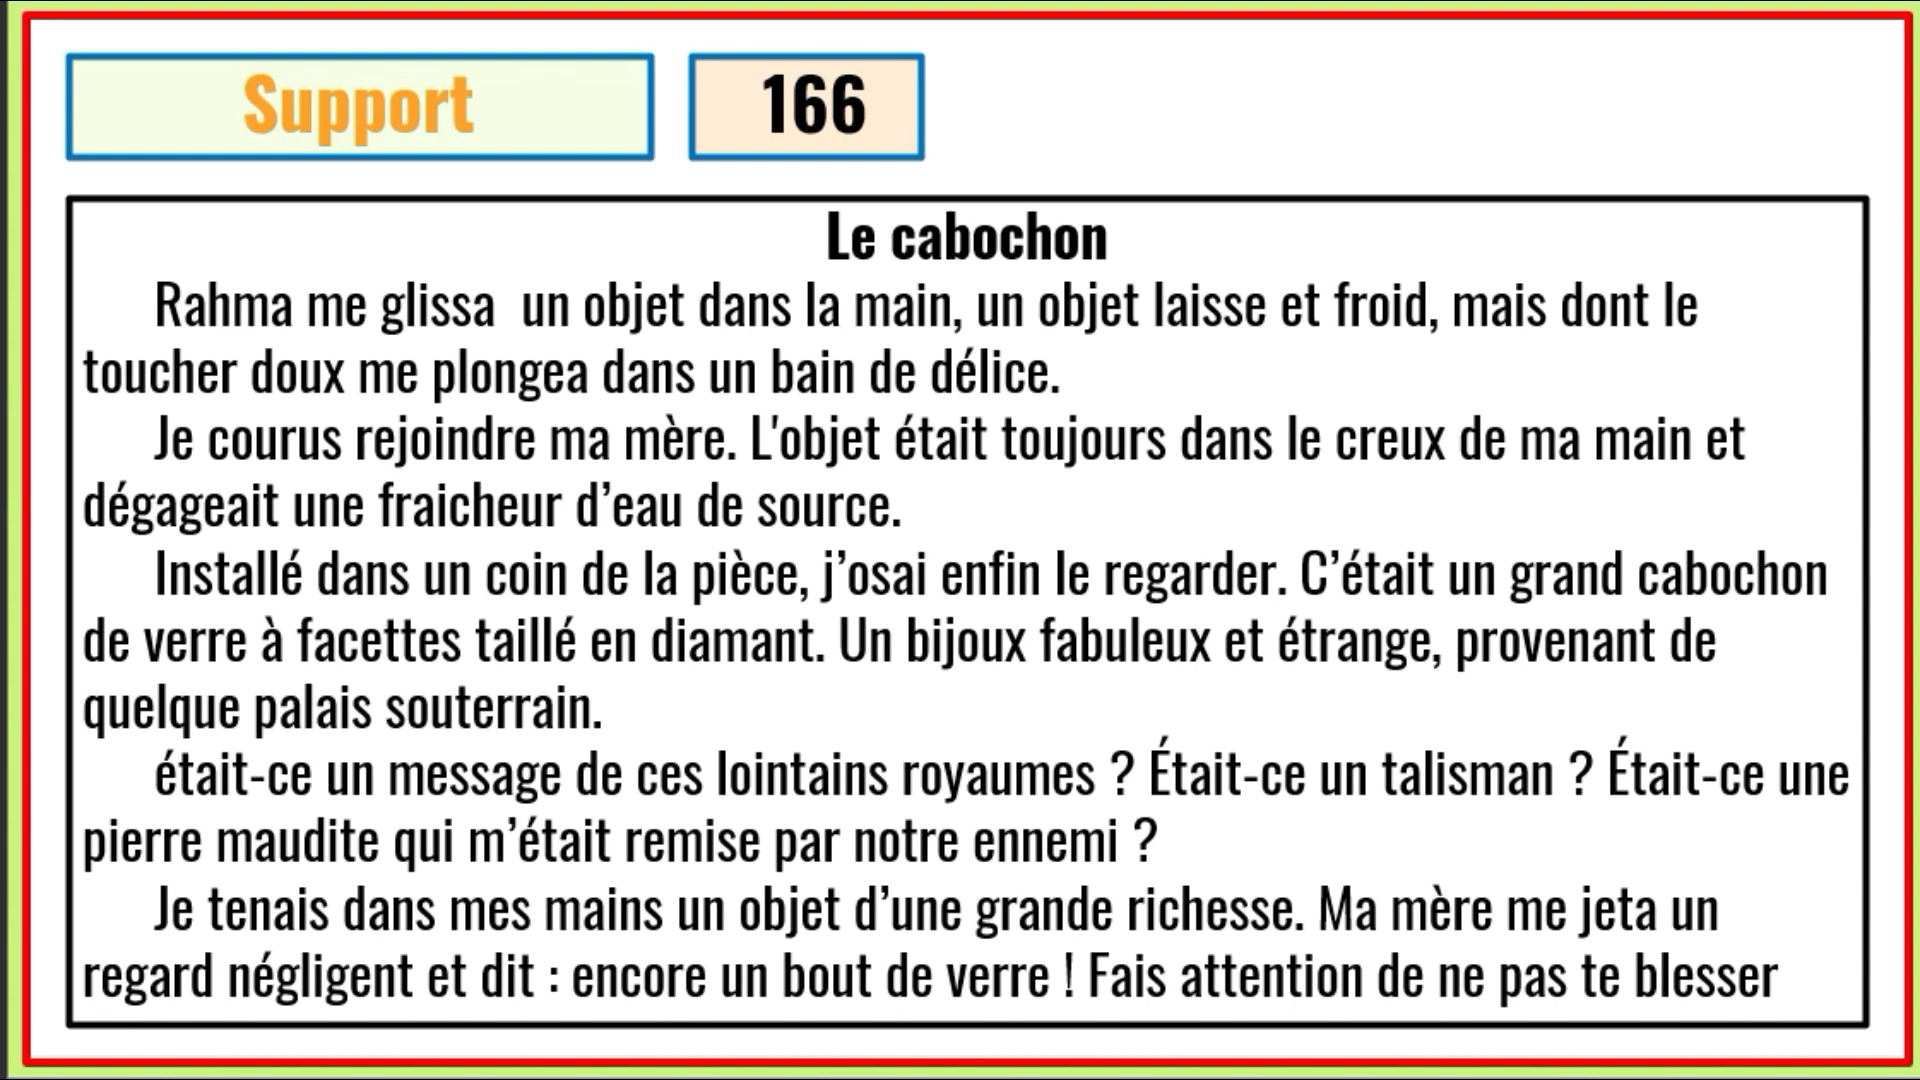 Support
166
Le cabochon
Rahma me glissa  un objet dans la main, un objet laisse et froid, mais dont le
toucher doux me plongea dans un bain de délice.
Je courus rejoindre ma mère. L'objet était toujours dans le creux de ma main et
dégageait une fraicheur d’eau de source.
Installé dans un coin de la pièce, j’osai enfin le regarder. C’était un grand cabochon
de verre à facettes taillé en diamant. Un bijoux fabuleux et étrange, provenant de
quelque palais souterrain.
était-ce un message de ces lointains royaumes ? Était-ce un talisman ? Était-ce une
pierre maudite qui m’était remise par notre ennemi ?
Je tenais dans mes mains un objet d’une grande richesse. Ma mère me jeta un
regard négligent et dit : encore un bout de verre ! Fais attention de ne pas te blesser